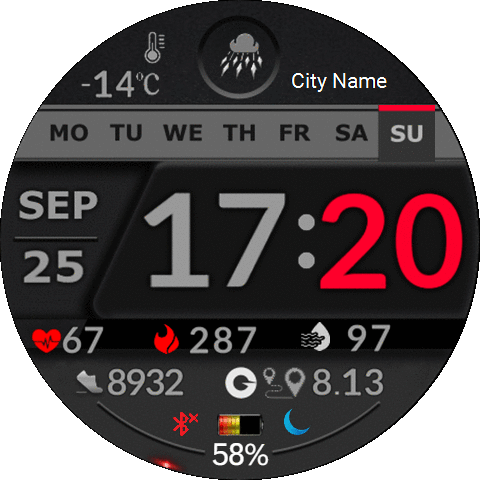 -14°C
City Name
MO TU WE TH FR SA SU
SEP
25
17:20
67 287 97
8932 G 8.13
58%